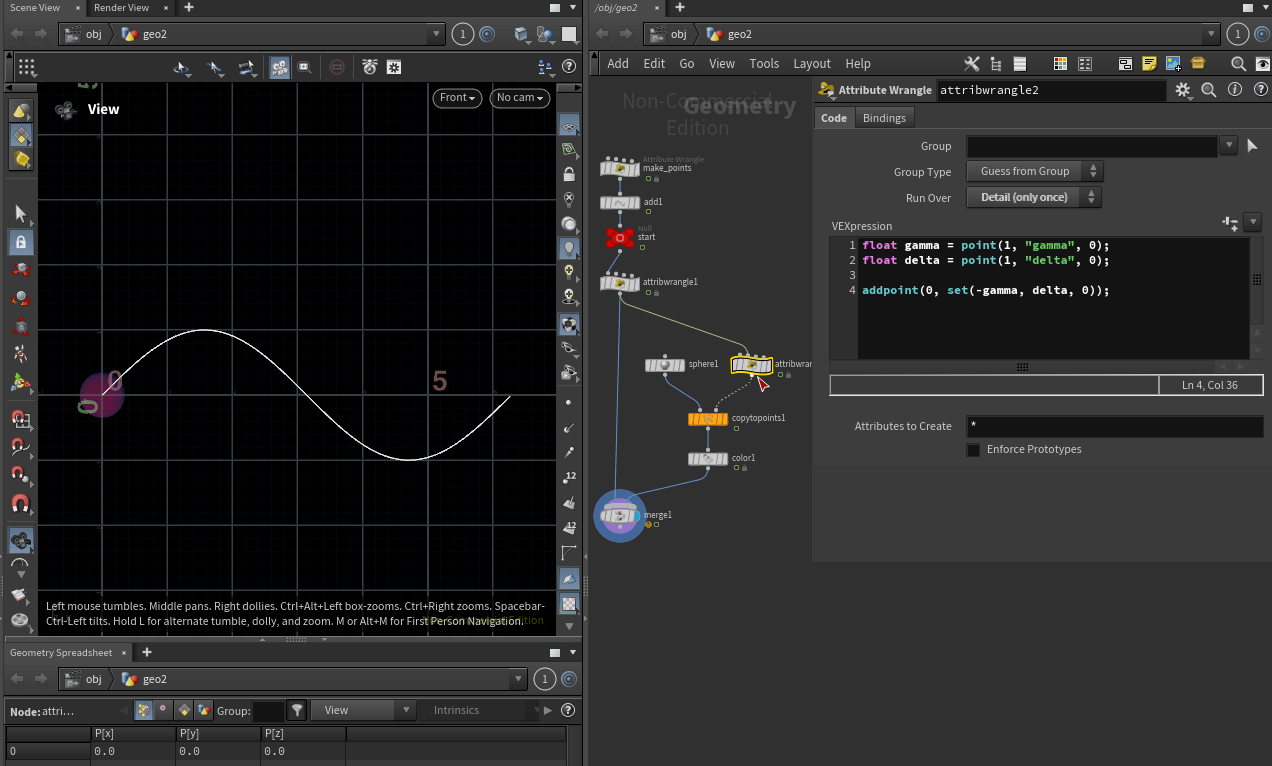 Scene View × Render View × +
obj geo2 1
View
Front No cam
0
5
0
Left mouse tumbles. Middle pans. Right dollies. Ctrl+Alt+Left box-zooms. Ctrl+Right zooms. Spacebar-
Ctrl-Left tilts. Hold L for alternate tumble, dolly, and zoom. M or Alt+M for First Person Navigation.
Edition
.12
12
Geometry Spreadsheet × +
obj geo2 1
Node: attri... Group: View Intrinsics
P[x] P[y] P[z]
0 0.0 0.0 0.0
/obj/geo2 × +
obj geo2 1
Add Edit Go View Tools Layout Help
Non-Commercial
Edition
Geometry
Attribute Wrangle
make_points
add1
Null
start
attribwrangle1
sphere1
attribwran
copytopoints1
color1
merge1
Attribute Wrangle attribwrangle2
Code Bindings
Group
Group Type Guess from Group
Run Over Detail (only once)
VEXpression
1 float gamma = point(1, "gamma", 0);
2 float delta = point(1, "delta", 0);
3
4 addpoint(0, set(-gamma, delta, 0));
Ln 4, Col 36
Attributes to Create *
Enforce Prototypes